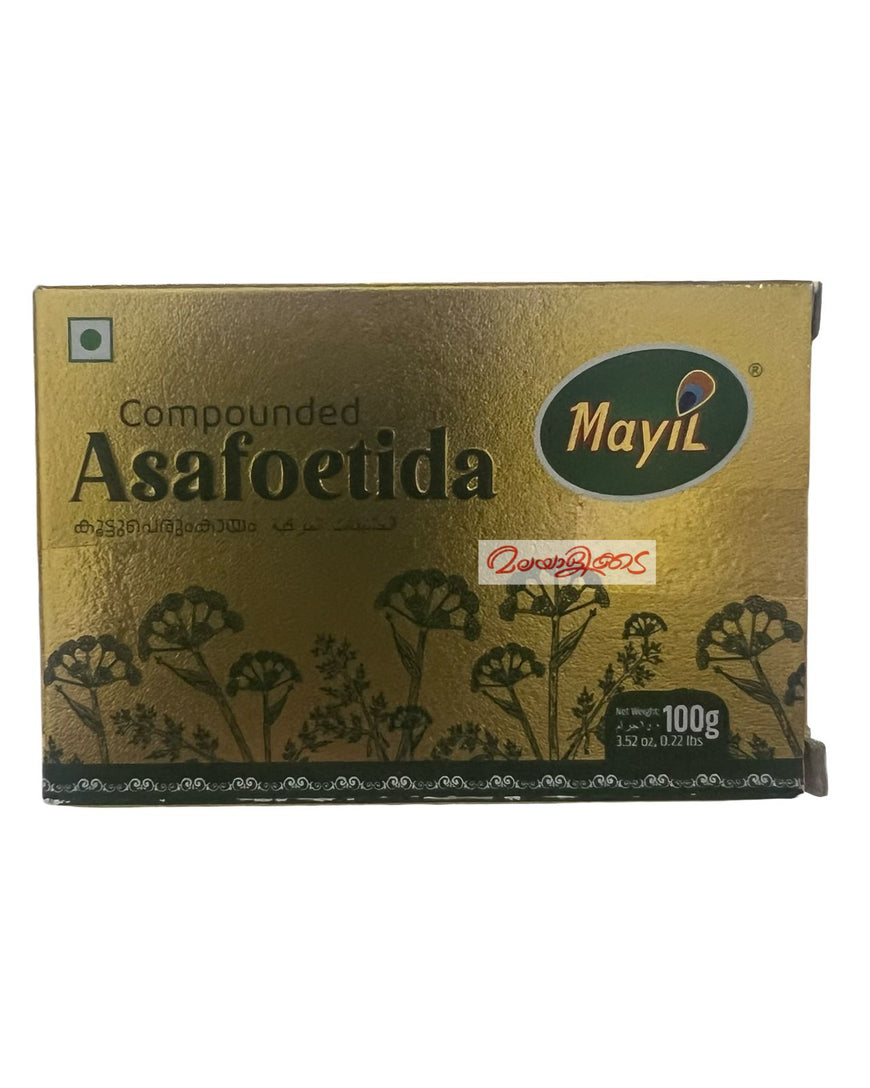 Compounded
Asafoetida
Mayil
®
കൂട്ടുപെരുംകായം
മലയാളിക്കട
Net Weight:
100g
3.52 oz, 0.22 lbs